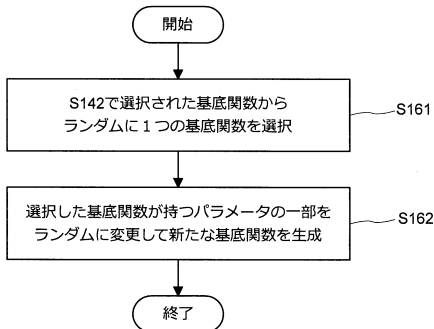 開始
S142で選択された基底関数から
ランダムに1つの基底関数を選択
S161
選択した基底関数が持つパラメータの一部を
ランダムに変更して新たな基底関数を生成
S162
終了